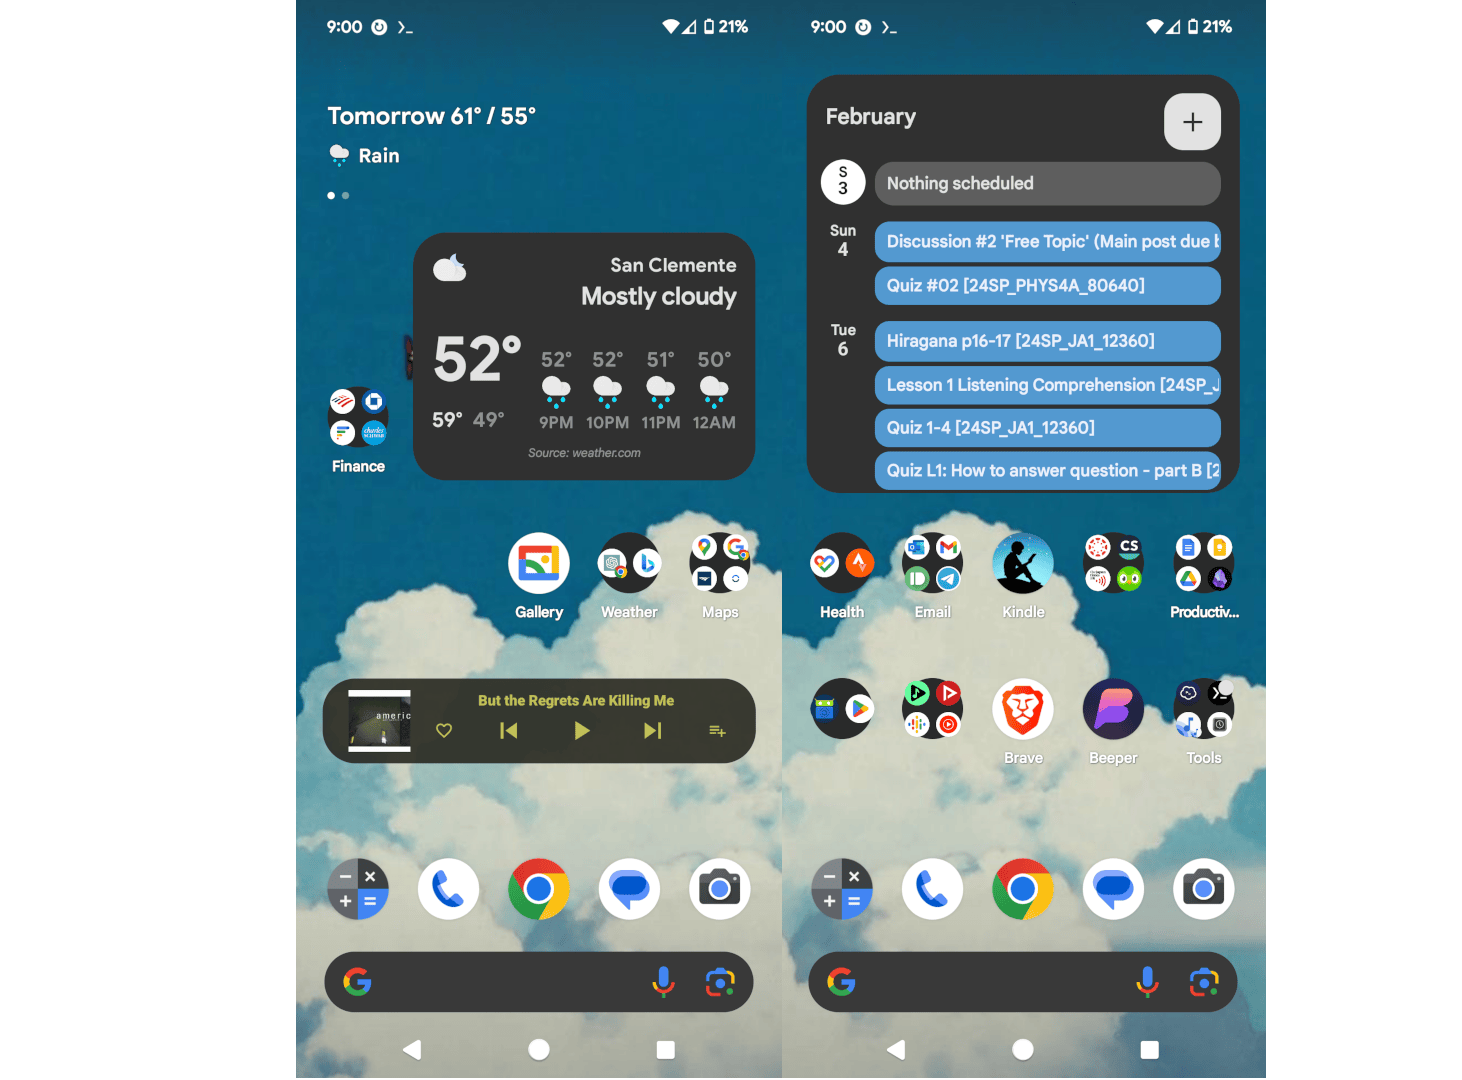 9:00
21%
Tomorrow 61° / 55°
Rain
San Clemente
Mostly cloudy
52°
59° 49°
52° 52° 51° 50°
9PM 10PM 11PM 12AM
Source: weather.com
Finance
Gallery Weather Maps
But the Regrets Are Killing Me
americ
9:00
21%
February
S
3
Nothing scheduled
Sun
4
Discussion #2 'Free Topic' (Main post due b
Quiz #02 [24SP_PHYS4A_80640]
Tue
6
Hiragana p16-17 [24SP_JA1_12360]
Lesson 1 Listening Comprehension [24SP_J
Quiz 1-4 [24SP_JA1_12360]
Quiz L1: How to answer question - part B [2
CS
Health Email Kindle Productiv...
Brave Beeper Tools